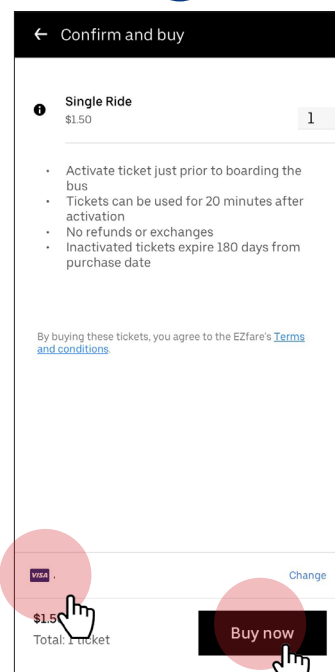 ← Confirm and buy
Single Ride
$1.50
1
• Activate ticket just prior to boarding the
bus
• Tickets can be used for 20 minutes after
activation
• No refunds or exchanges
• Inactivated tickets expire 180 days from
purchase date
By buying these tickets, you agree to the EZfare's Terms
and conditions.
VISA .
Change
Total: 1 ticket
Buy now